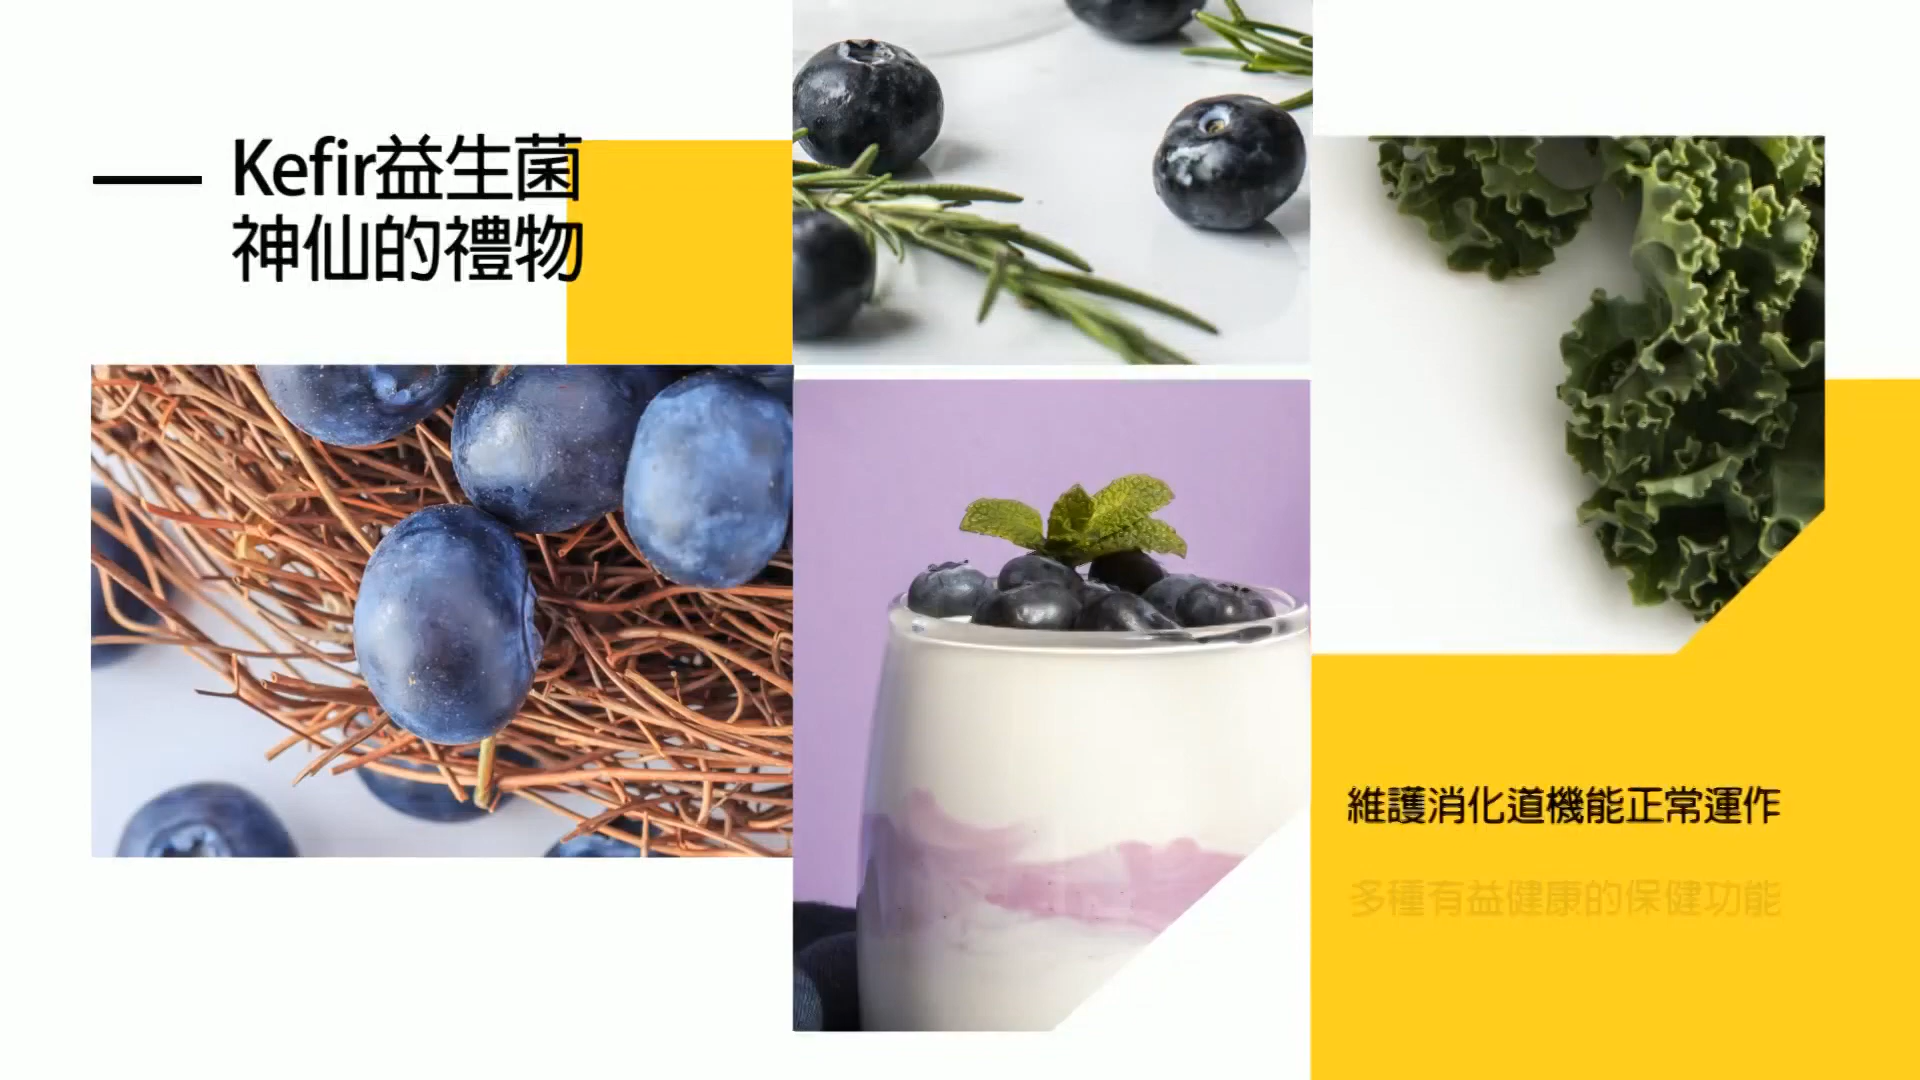 Kefir益生菌
神仙的禮物
維護消化道機能正常運作
多種有益健康的保健功能